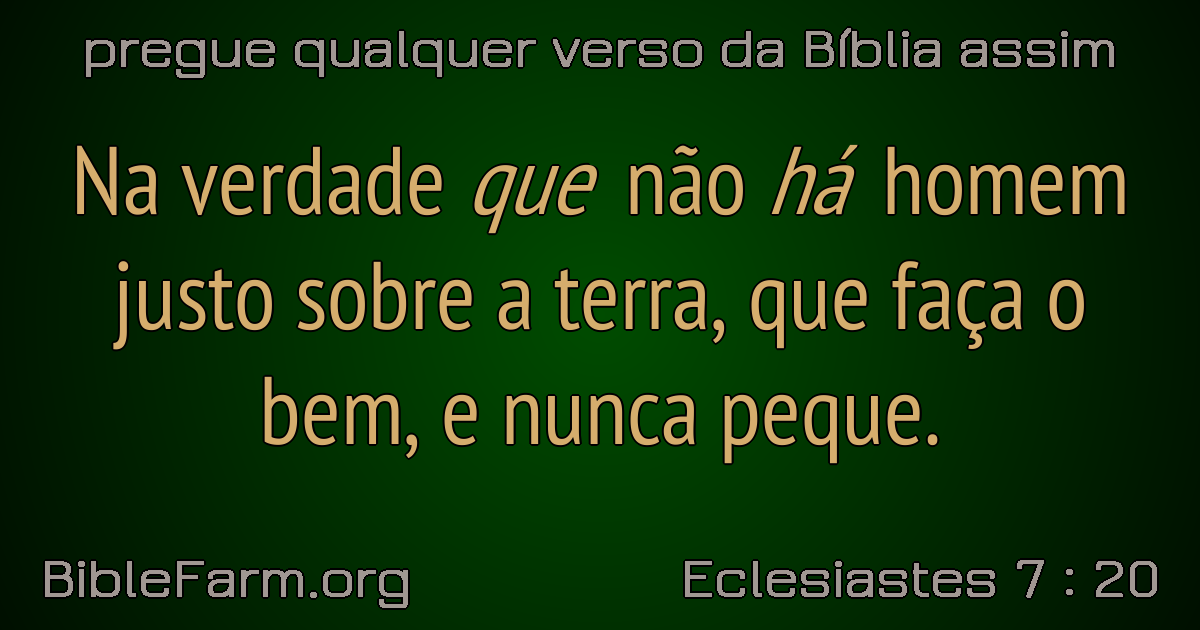 pregue qualquer verso da Bíblia assim
Na verdade que não há homem
justo sobre a terra, que faça o
bem, e nunca peque.
BibleFarm.org
Eclesiastes 7 : 20